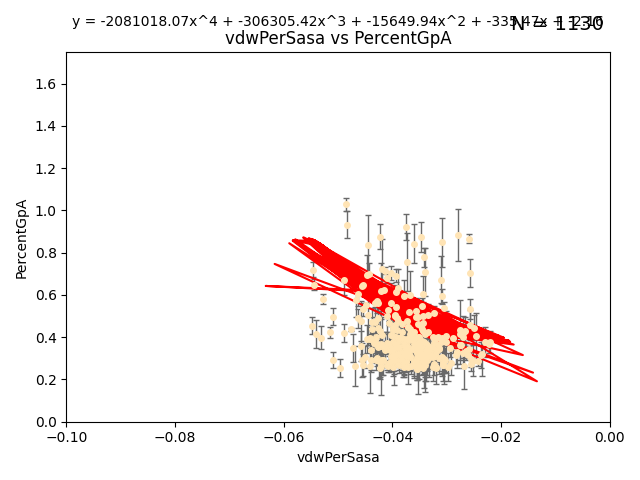 y = -2081018.07x^4 + -306305.42x^3 + -15649.94x^2 + -335.47x + -2.16
N = 1130
vdwPerSasa vs PercentGpA
1.6
1.4
1.2
1.0
0.8
0.6
0.4
0.2
0.0
PercentGpA
−0.10 −0.08 −0.06 −0.04 −0.02 0.00
vdwPerSasa